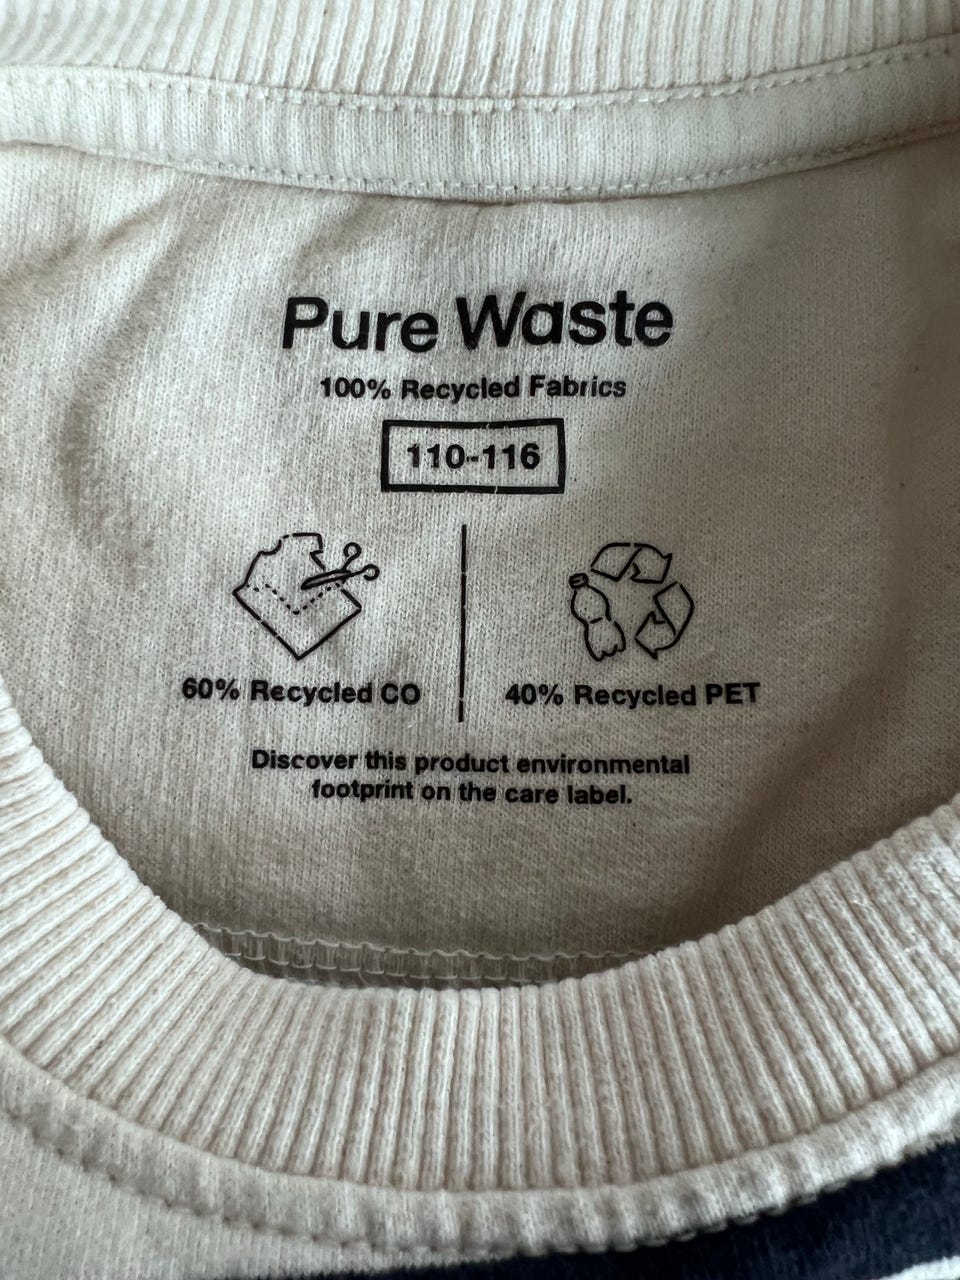 Pure Waste
100% Recycled Fabrics
110-116
60% Recycled CO
40% Recycled PET
Discover this product environmental
footprint on the care label.